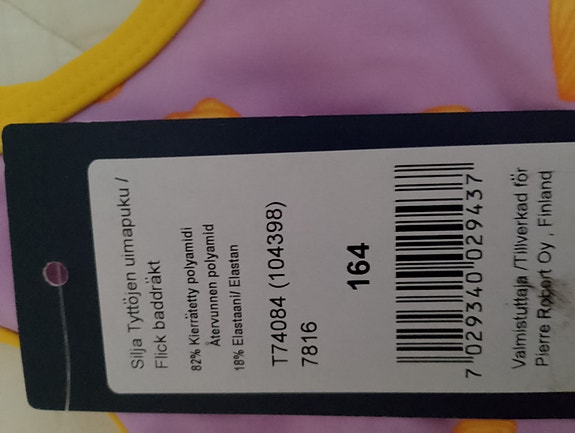 Silja Tyttöjen uimapuku /
Flick baddräkt
82% Kierrätetty polyamidi
Återvunnen polyamid
18% Elastaani/ Elastan
T74084 (104398)
7816
164
7 029340 029437
Valmistuttaja /Tillverkad för
Pierre Robert Oy , Finland